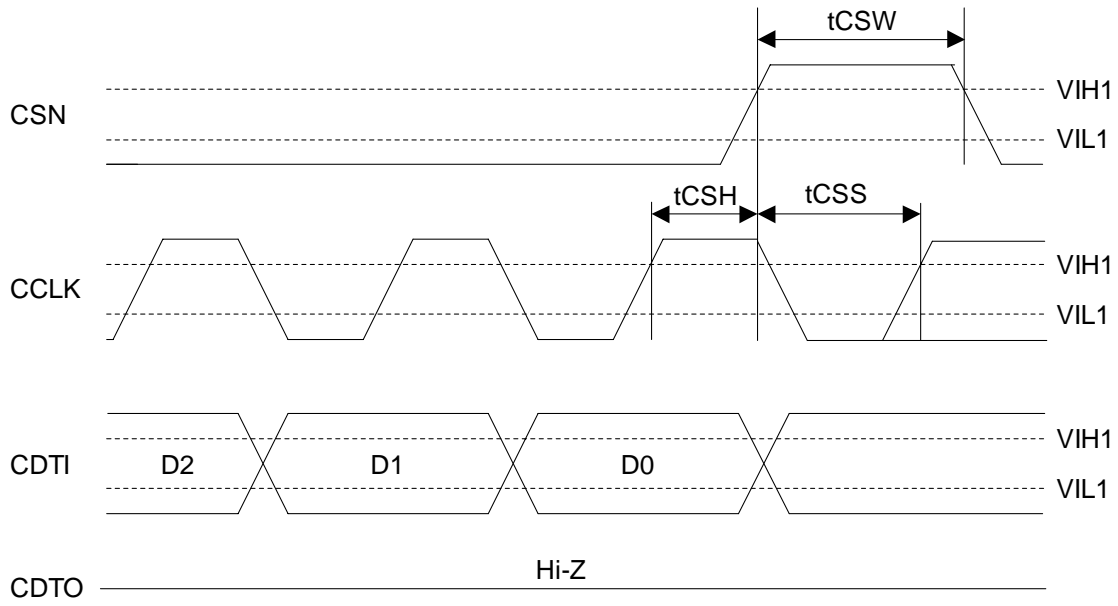 tCSW
VIH1
CSN
VIL1
tCSH tCSS
VIH1
CCLK
VIL1
VIH1
CDTI D2 D1 D0
VIL1
Hi-Z
CDTO